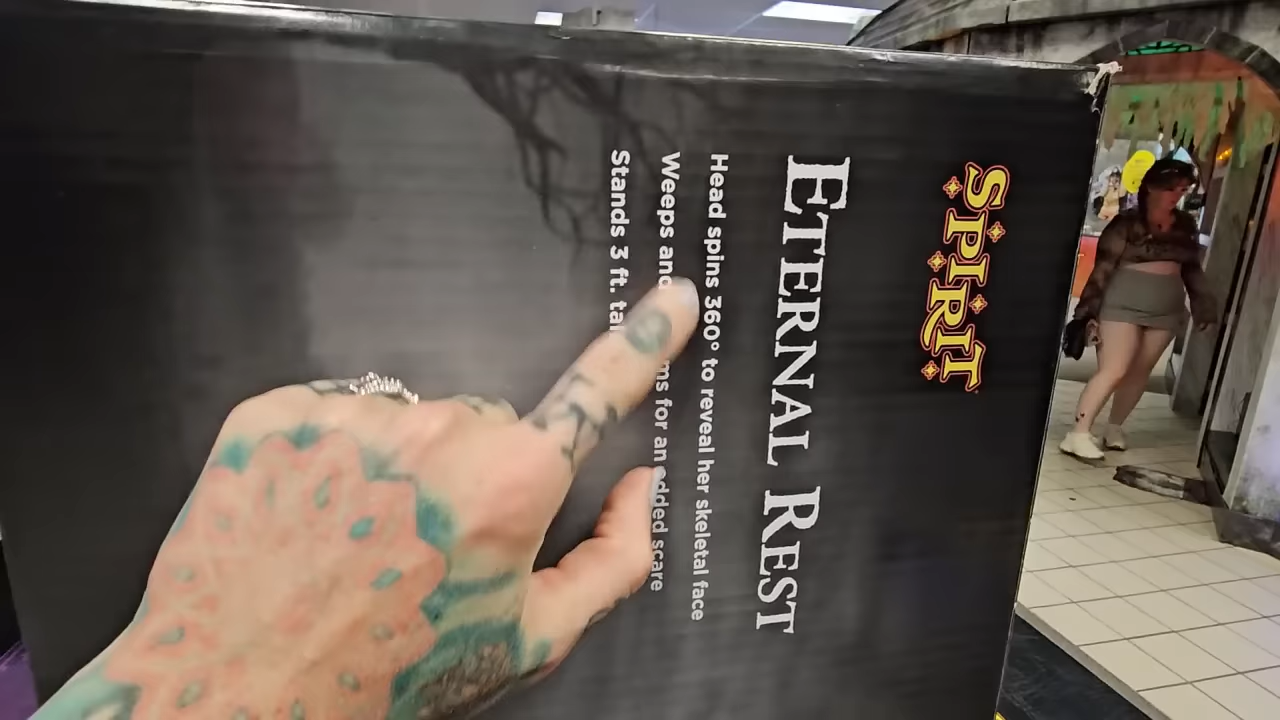 SPIRIT
ETERNAL REST
Head spins 360° to reveal her skeletal face
Weeps and ms for an added scare
Stands 3 ft. tal